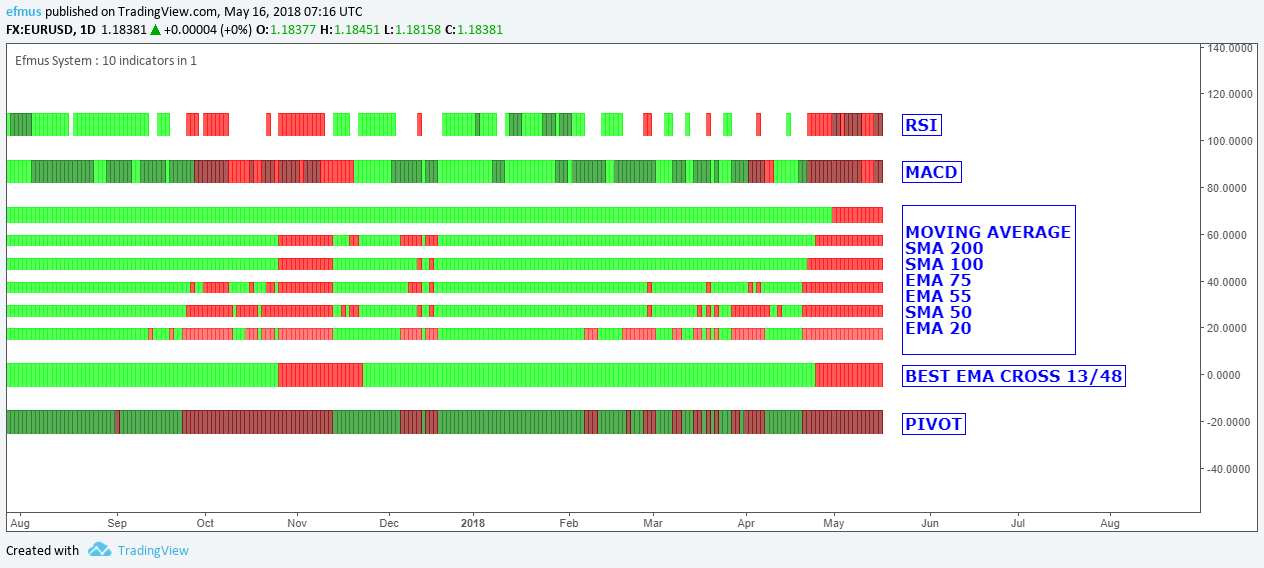 efmus published on TradingView.com, May 16, 2018 07:16 UTC
FX:EURUSD, 1D 1.18381 ▲ +0.00004 (+0%) O:1.18377 H:1.18451 L:1.18158 C:1.18381
Efmus System : 10 indicators in 1
140.0000
120.0000
RSI
100.0000
MACD
80.0000
MOVING AVERAGE
60.0000
SMA 200
SMA 100
EMA 75
40.0000
EMA 55
SMA 50
EMA 20
20.0000
BEST EMA CROSS 13/48
0.0000
PIVOT
-20.0000
-40.0000
Aug Sep Oct Nov Dec 2018 Feb Mar Apr May Jun Jul Aug
Created with TradingView